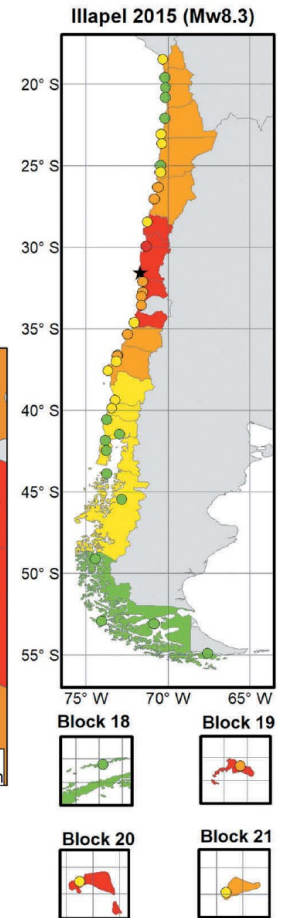 Illapel 2015 (Mw8.3)
20° S
25° S
30° S
35° S
40° S
45° S
50° S
55° S
75° W 70° W 65° W
Block 18 Block 19
Block 20 Block 21